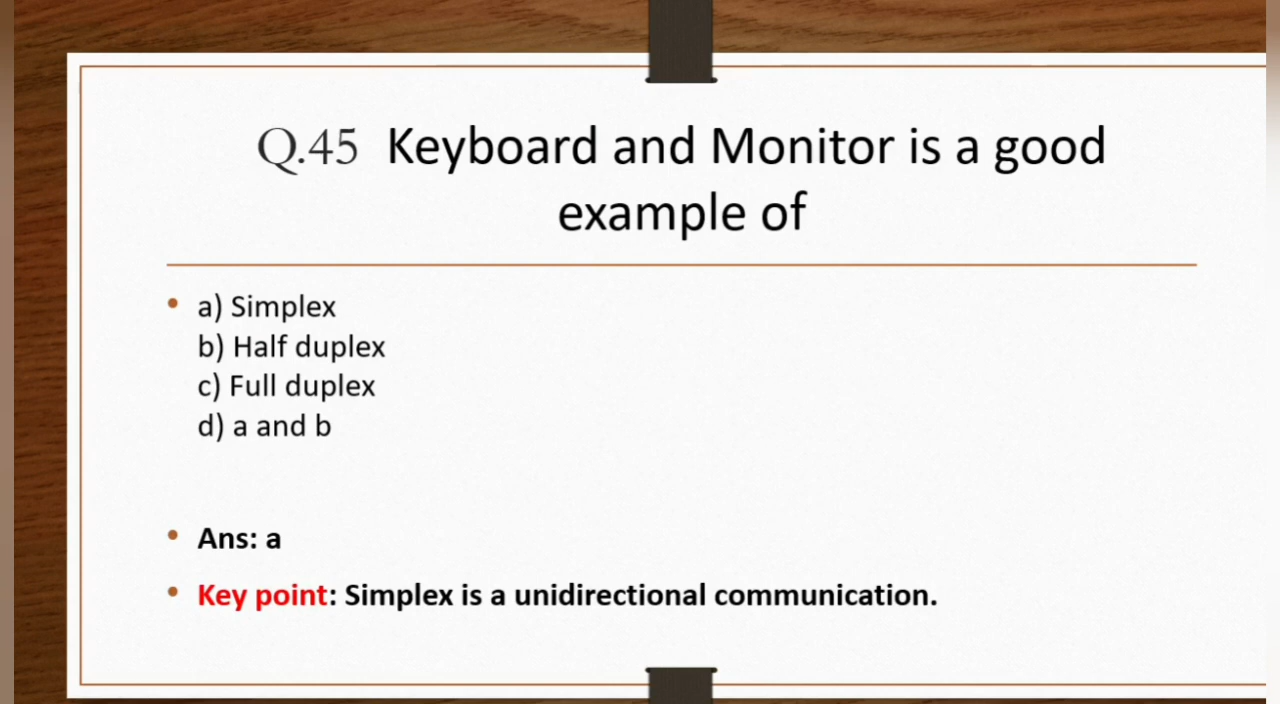 Q.45 Keyboard and Monitor is a good
example of
• a) Simplex
b) Half duplex
c) Full duplex
d) a and b
• Ans: a
• Key point: Simplex is a unidirectional communication.